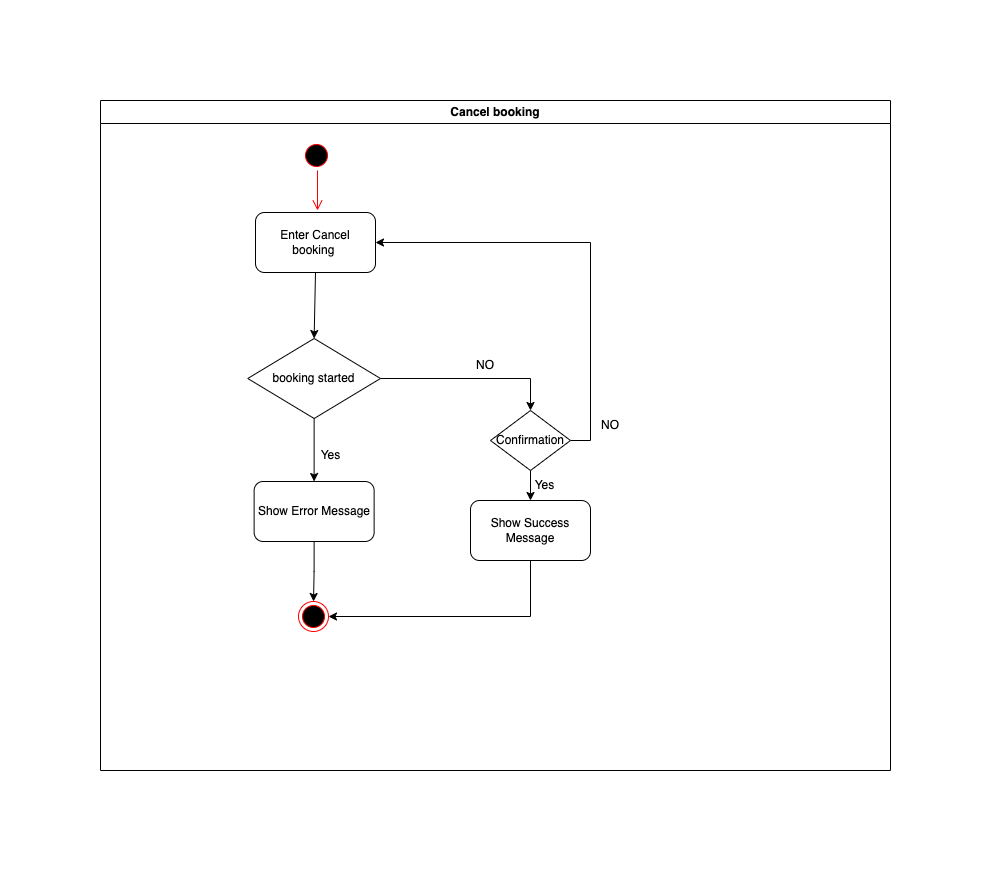 Cancel booking
Enter Cancel
booking
booking started
NO
Confirmation
NO
Yes
Yes
Show Error Message
Show Success
Message